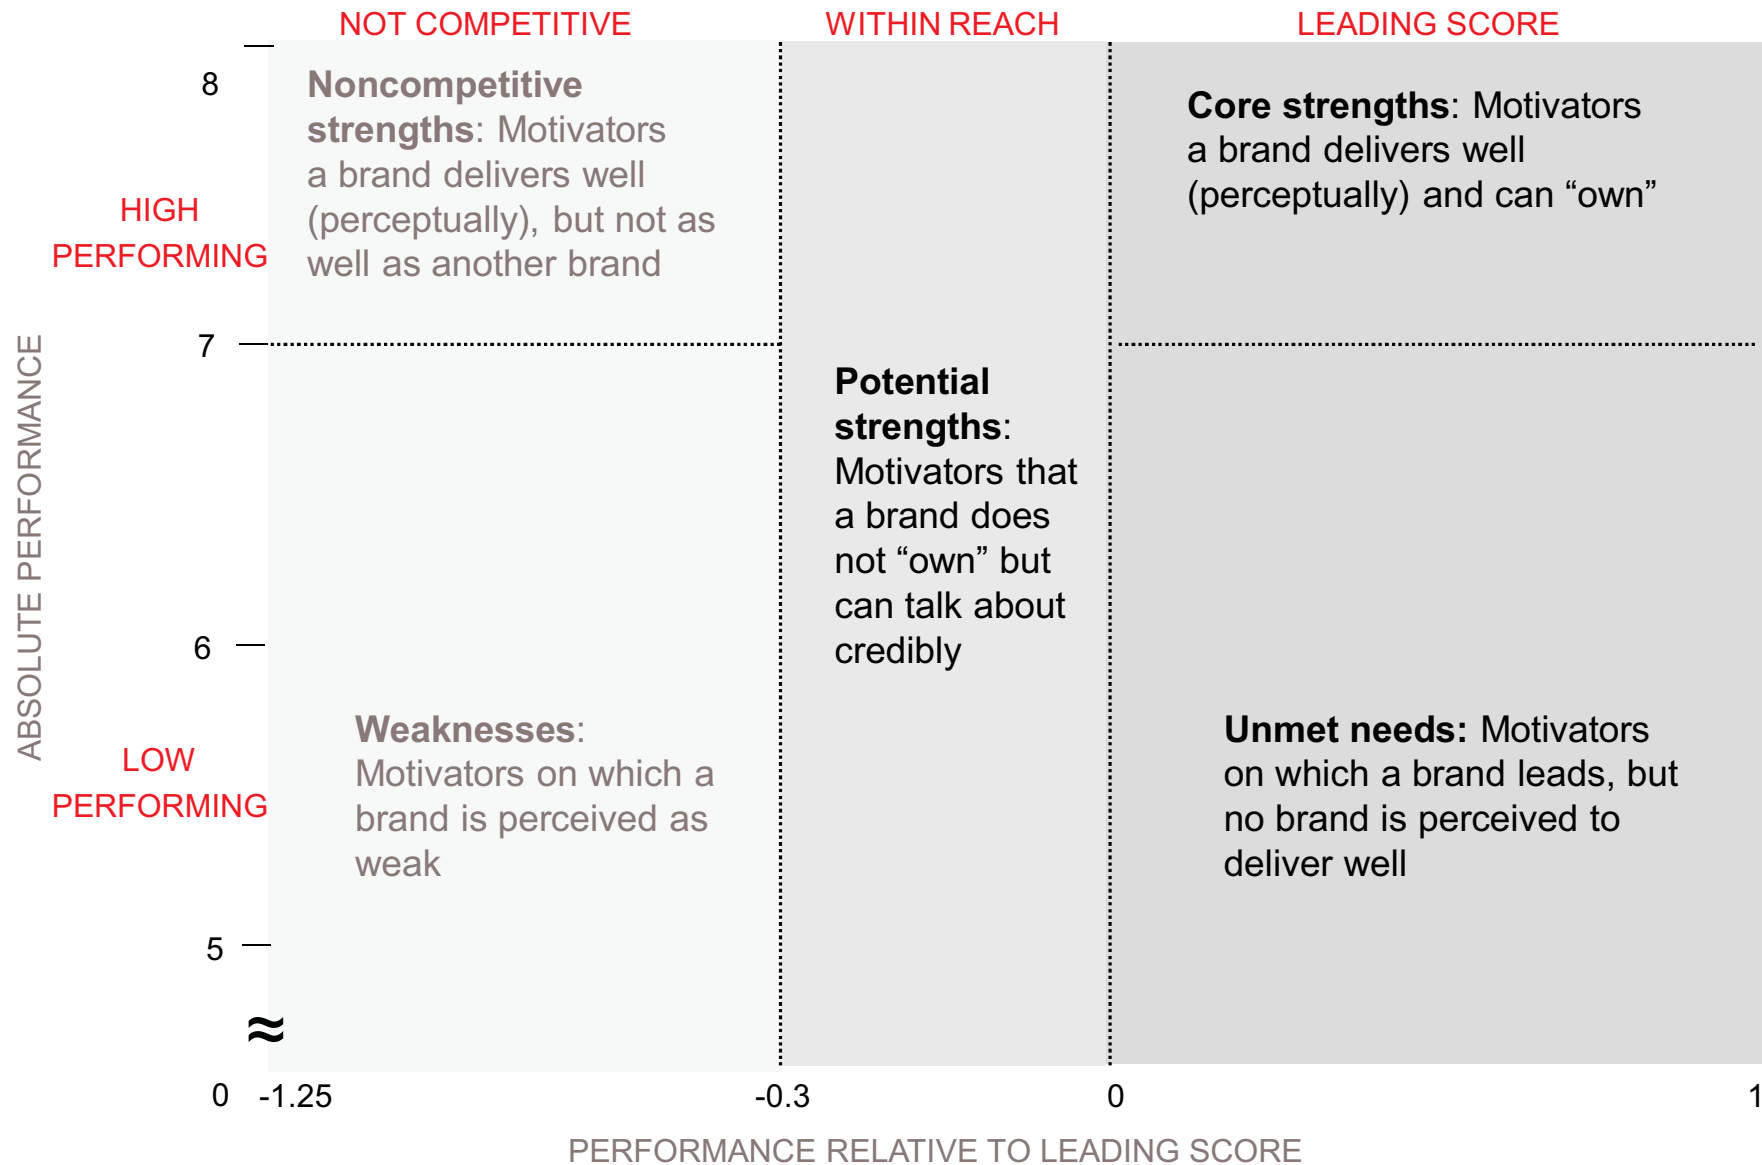 NOT COMPETITIVE
WITHIN REACH
LEADING SCORE
8
Noncompetitive
strengths: Motivators
a brand delivers well
(perceptually), but not as
well as another brand
Core strengths: Motivators
a brand delivers well
(perceptually) and can “own”
HIGH
PERFORMING
ABSOLUTE PERFORMANCE
7
Potential
strengths:
Motivators that
a brand does
not “own” but
can talk about
credibly
6
LOW
PERFORMING
Weaknesses:
Motivators on which a
brand is perceived as
weak
Unmet needs: Motivators
on which a brand leads, but
no brand is perceived to
deliver well
5
≈
0
-1.25
-0.3
0
1
PERFORMANCE RELATIVE TO LEADING SCORE